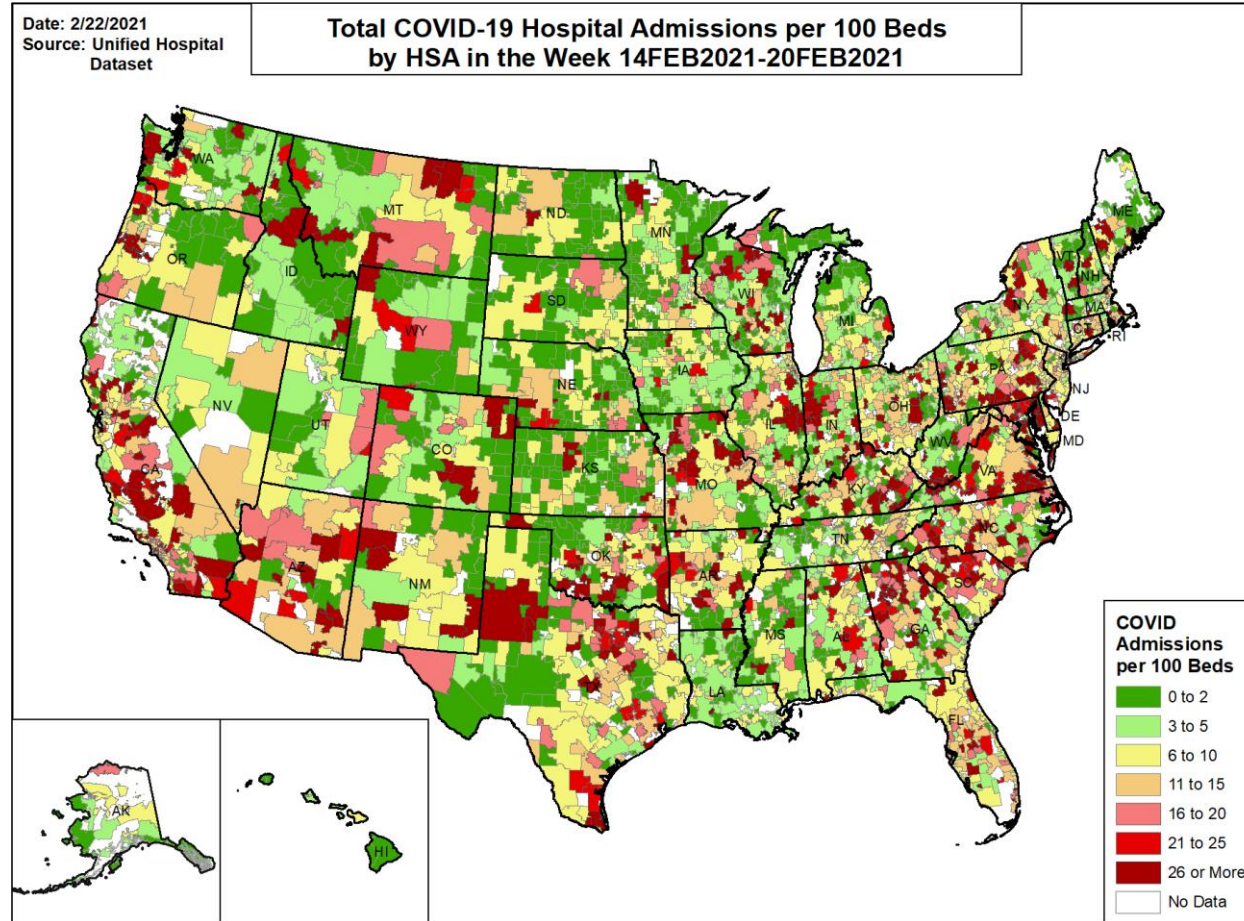 Date: 2/22/2021
Source: Unified Hospital
Dataset
Total COVID-19 Hospital Admissions per 100 Beds
by HSA in the Week 14FEB2021-20FEB2021
WA
MT
ND
MN
ME
OR
ID
WY
SD
WI
MI
NY
VT
NH
MA
CT
RI
NV
UT
CO
NE
IA
IL
IN
OH
PA
NJ
DE
MD
CA
KS
MO
KY
WV
VA
AZ
NM
OK
AR
TN
NC
SC
TX
LA
MS
AL
GA
FL
AK
HI
COVID
Admissions
per 100 Beds
0 to 2
3 to 5
6 to 10
11 to 15
16 to 20
21 to 25
26 or More
No Data